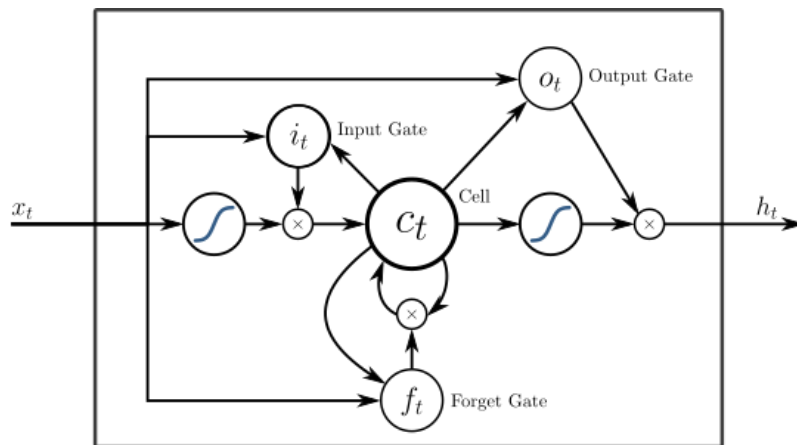 o_t Output Gate
i_t Input Gate
x_t
×
c_t
Cell
×
h_t
×
f_t Forget Gate